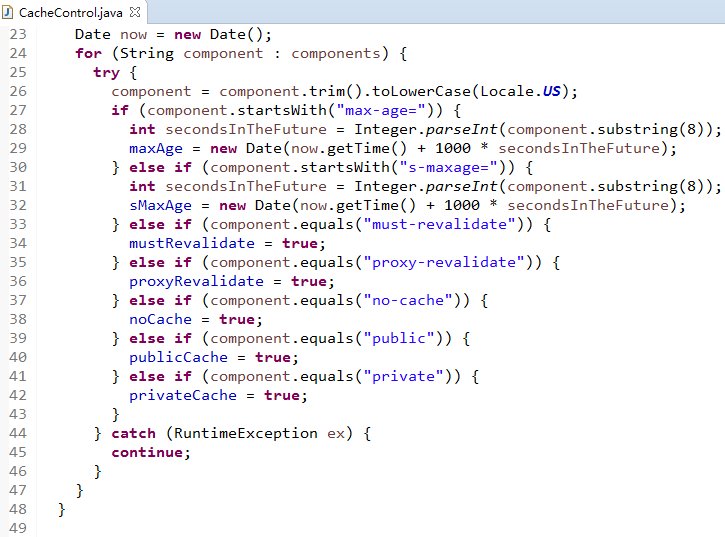 CacheControl.java
23 Date now = new Date();
24 for (String component : components) {
25 try {
26 component = component.trim().toLowerCase(Locale.US);
27 if (component.startsWith("max-age=")) {
28 int secondsInTheFuture = Integer.parseInt(component.substring(8));
29 maxAge = new Date(now.getTime() + 1000 * secondsInTheFuture);
30 } else if (component.startsWith("s-maxage=")) {
31 int secondsInTheFuture = Integer.parseInt(component.substring(8));
32 sMaxAge = new Date(now.getTime() + 1000 * secondsInTheFuture);
33 } else if (component.equals("must-revalidate")) {
34 mustRevalidate = true;
35 } else if (component.equals("proxy-revalidate")) {
36 proxyRevalidate = true;
37 } else if (component.equals("no-cache")) {
38 noCache = true;
39 } else if (component.equals("public")) {
40 publicCache = true;
41 } else if (component.equals("private")) {
42 privateCache = true;
43 }
44 } catch (RuntimeException ex) {
45 continue;
46 }
47 }
48 }
49